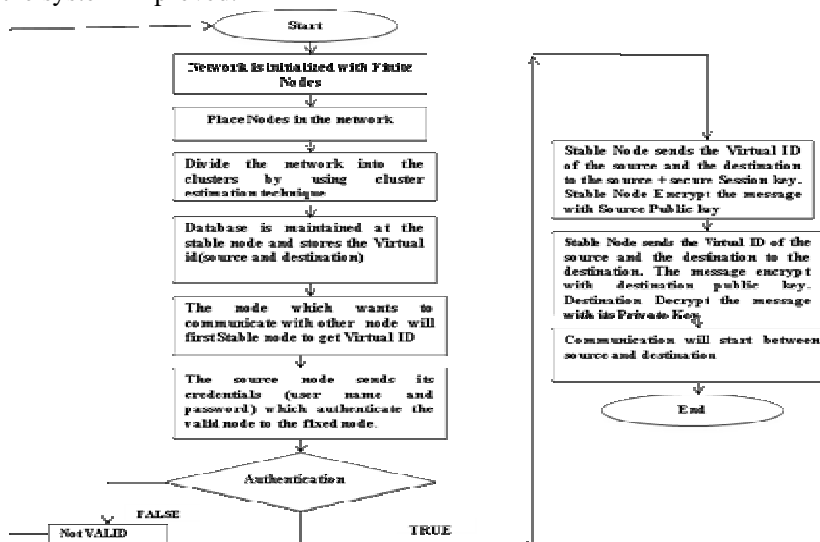 Start
Network is initialized with Finite
Nodes
Place Nodes in the network
Divide the network into the
clusters by using cluster
estimation technique
Database is maintained at the
stable node and stores the Virtual
id(source and destination)
The node which wants to
communicate with other node will
first Stable node to get Virtual ID
The source node sends its
credentials (user name and
password) which authenticate the
valid node to the fixed node.
Authentication
FALSE
Not VALID
TRUE
Stable Node sends the Virtual ID
of the source and the destination
to the source + secure Session key.
Stable Node Encrypt the message
with Source Public key
Stable Node sends the Virtual ID of the
source and the destination to the
destination. The message encrypt
with destination public key.
Destination Decrypt the message
with its Private Key
Communication will start between
source and destination
End